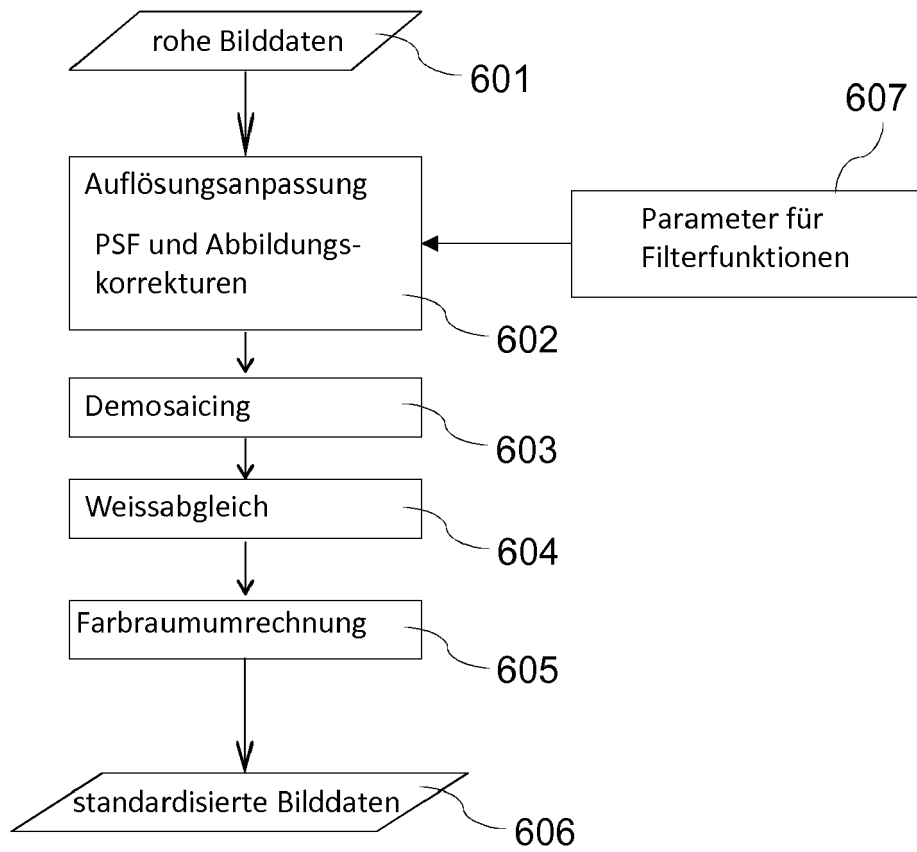 rohe Bilddaten
601
607
Auflösungsanpassung
PSF und Abbildungs-
korrekturen
602
Parameter für
Filterfunktionen
Demosaicing
603
Weissabgleich
604
Farbraumumrechnung
605
standardisierte Bilddaten
606